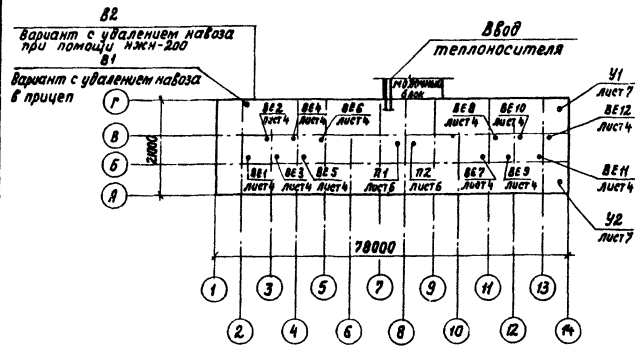 В2
Вариант с удалением навоза
при помощи нжн-200
В1
Вариант с удалением навоза
в прицеп
Ввод
теплоносителя
молочный
блок
У1
лист 7
ВЕ12
лист 4
ВЕ11
лист 4
У2
лист 7
Г
В
Б
А
21000
ВЕ2
лист 4
ВЕ4
лист 4
ВЕ6
лист 4
ВЕ8
лист 4
ВЕ10
лист 4
ВЕ1
лист 4
ВЕ3
лист 4
ВЕ5
лист 4
П1
лист 6
П2
лист 6
ВЕ7
лист 4
ВЕ9
лист 4
78000
1
3
5
7
9
11
13
2
4
6
8
10
12
14